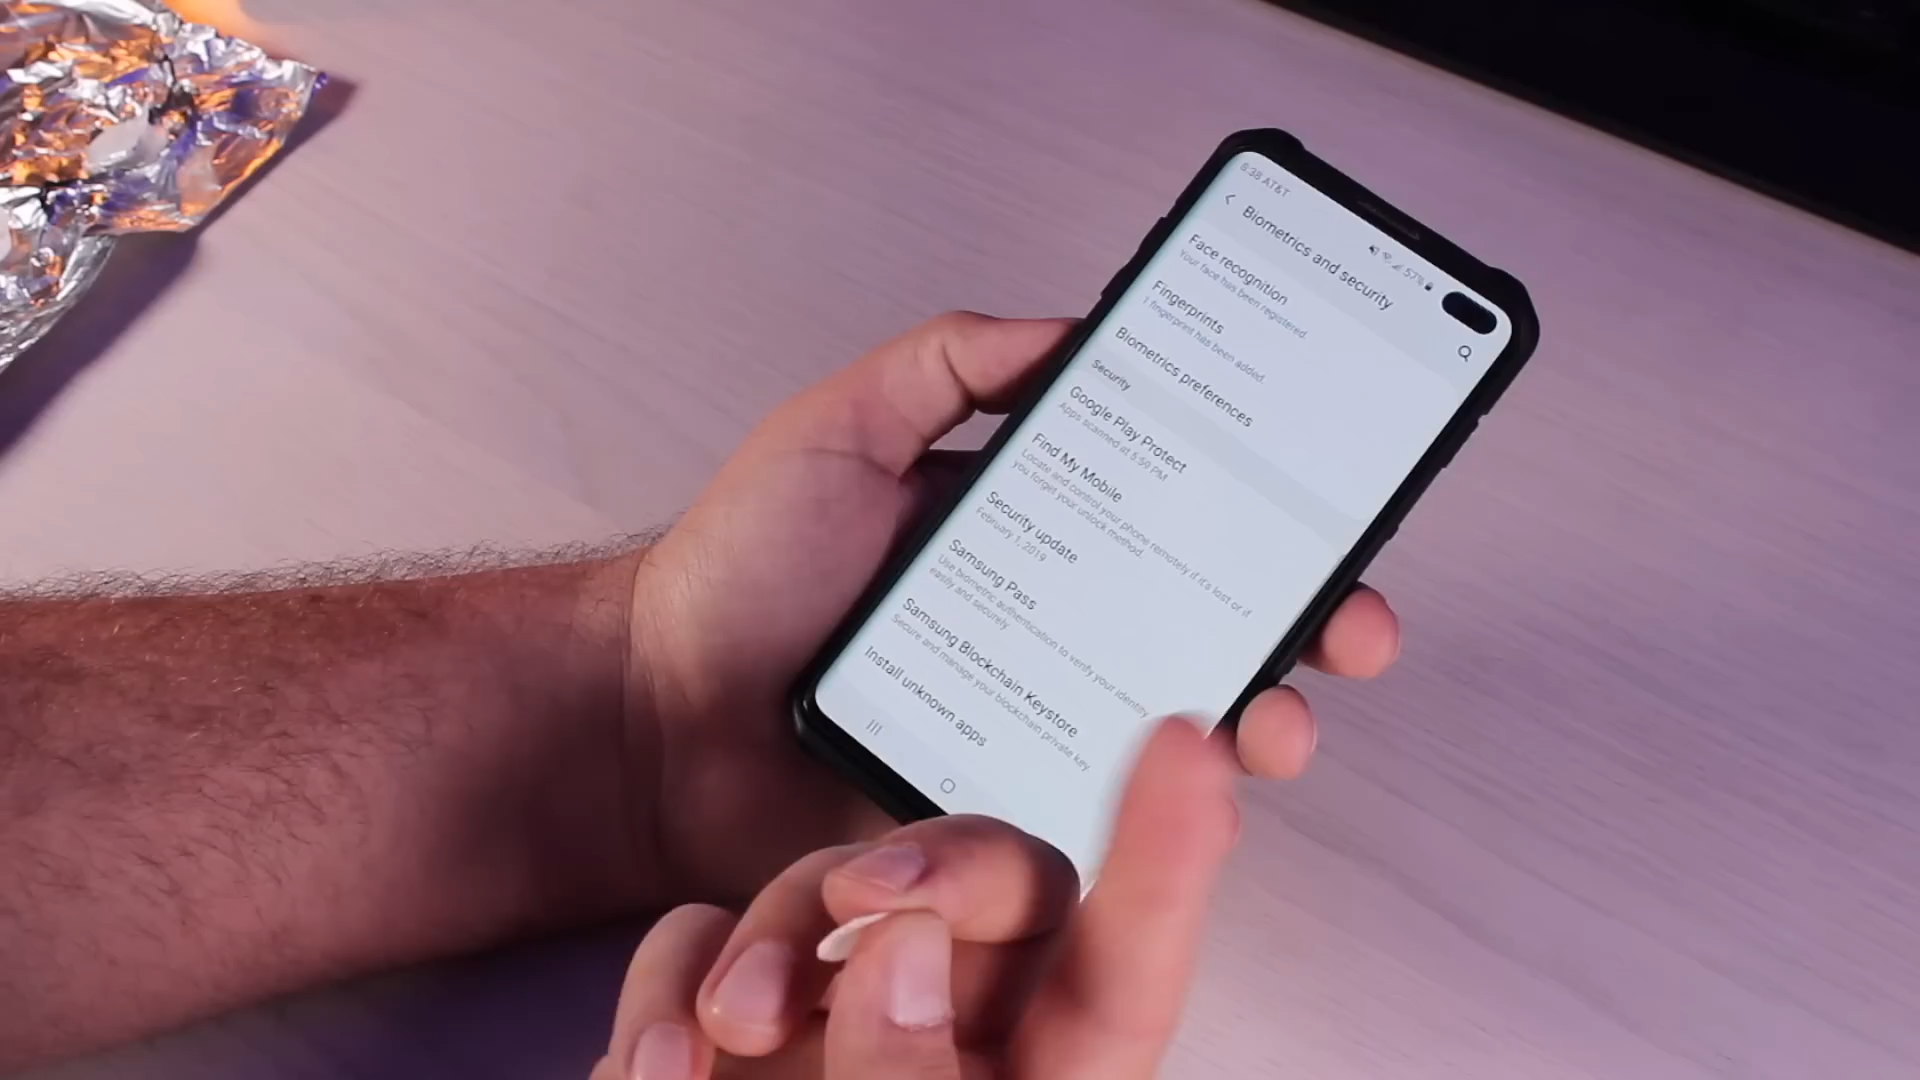 6:38 AT&T
57%
Biometrics and security
Face recognition
Your face has been registered.
Fingerprints
1 fingerprint has been added.
Biometrics preferences
Security
Google Play Protect
Apps scanned at 5:59 PM
Find My Mobile
Locate and control your phone remotely if it's lost or if
you forget your unlock method.
Security update
February 1, 2019
Samsung Pass
Use biometric authentication to verify your identity
easily and securely
Samsung Blockchain Keystore
Secure and manage your blockchain private key
Install unknown apps